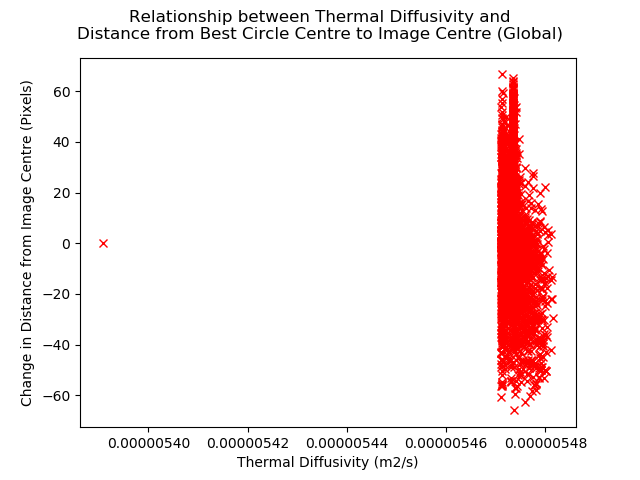 Relationship between Thermal Diffusivity and
Distance from Best Circle Centre to Image Centre (Global)
Change in Distance from Image Centre (Pixels)
60
40
20
0
−20
−40
−60
0.00000540 0.00000542 0.00000544 0.00000546 0.00000548
Thermal Diffusivity (m2/s)